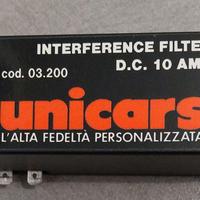 INTERFERENCE FILTE
cod. 03.200
D.C. 10 AM
unicars
L'ALTA FEDELTÀ PERSONALIZZATA